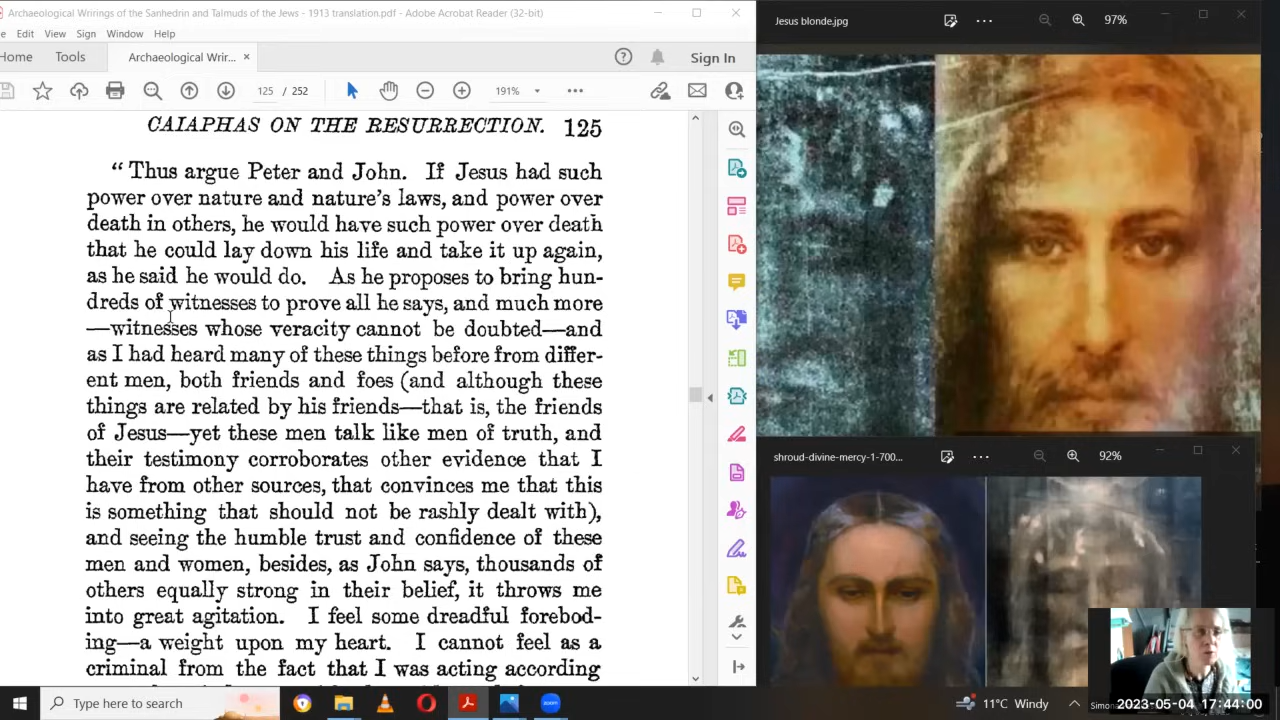 Archaeological Wrirings of the Sanhedrin and Talmuds of the Jews - 1913 translation.pdf - Adobe Acrobat Reader (32-bit)
Edit View Sign Window Help
Home Tools Archaeological Wrir... × Sign In
125 / 252 191%
CAIAPHAS ON THE RESURRECTION. 125
“Thus argue Peter and John. If Jesus had such
power over nature and nature's laws, and power over
death in others, he would have such power over death
that he could lay down his life and take it up again,
as he said he would do. As he proposes to bring hun-
dreds of witnesses to prove all he says, and much more
—witnesses whose veracity cannot be doubted—and
as I had heard many of these things before from differ-
ent men, both friends and foes (and although these
things are related by his friends—that is, the friends
of Jesus—yet these men talk like men of truth, and
their testimony corroborates other evidence that I
have from other sources, that convinces me that this
is something that should not be rashly dealt with),
and seeing the humble trust and confidence of these
men and women, besides, as John says, thousands of
others equally strong in their belief, it throws me
into great agitation. I feel some dreadful forebod-
ing—a weight upon my heart. I cannot feel as a
criminal from the fact that I was acting according
Jesus blonde.jpg 97%
shroud-divine-mercy-1-700... 92%
Type here to search
11°C Windy
2023-05-04 17:44:00